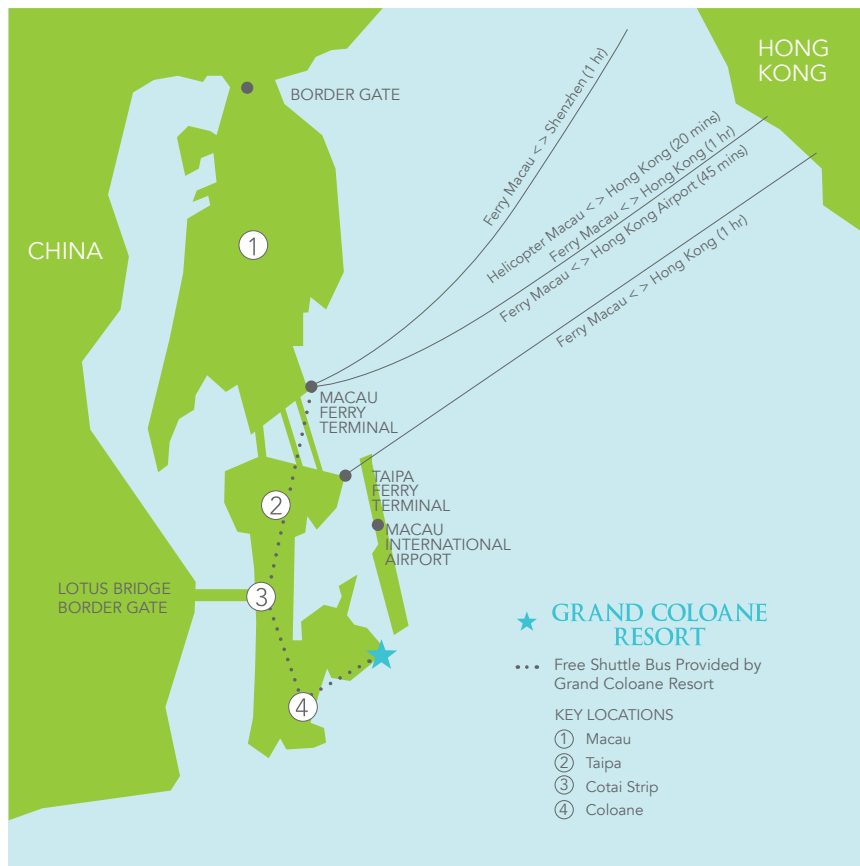 HONG
KONG
BORDER GATE
CHINA
1
Ferry Macau < > Shenzhen (1 hr)
Helicopter Macau < > Hong Kong (20 mins)
Ferry Macau < > Hong Kong (1 hr)
Ferry Macau < > Hong Kong Airport (45 mins)
Ferry Macau < > Hong Kong (1 hr)
MACAU
FERRY
TERMINAL
2
TAIPA
FERRY
TERMINAL
MACAU
INTERNATIONAL
AIRPORT
LOTUS BRIDGE
BORDER GATE
3
4
GRAND COLOANE
RESORT
Free Shuttle Bus Provided by
Grand Coloane Resort
KEY LOCATIONS
1 Macau
2 Taipa
3 Cotai Strip
4 Coloane